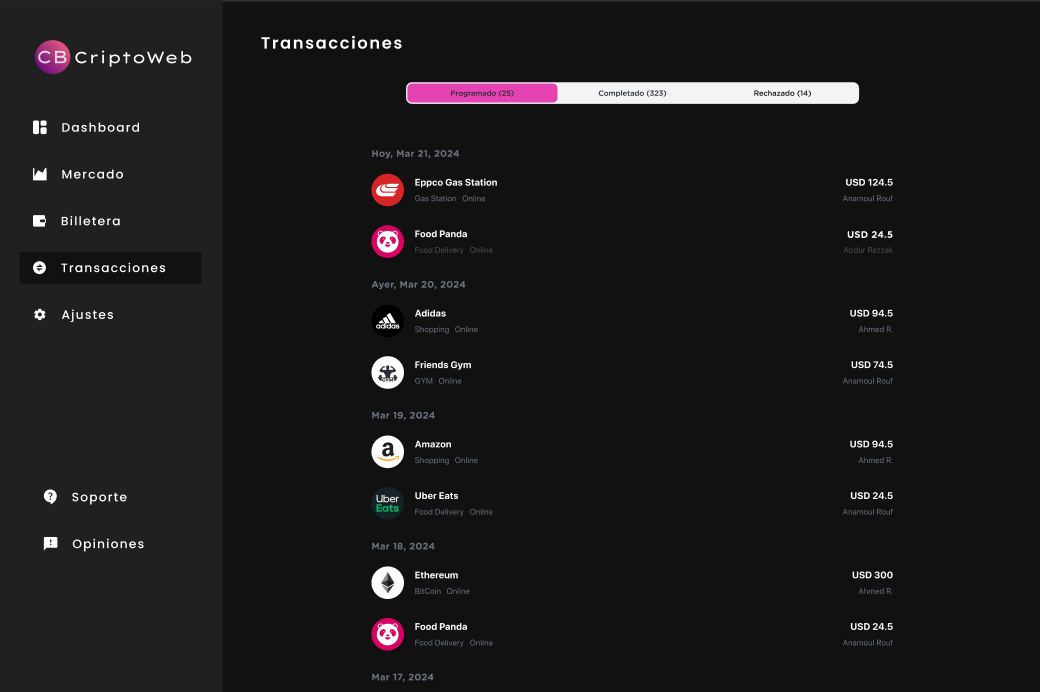 CB CriptoWeb
Dashboard
Mercado
Billetera
Transacciones
Ajustes
Soporte
Opiniones
Transacciones
Programado (25) Completado (323) Rechazado (14)
Hoy, Mar 21, 2024
Eppco Gas Station USD 124.5
Gas Station Online Anamoul Rouf
Food Panda USD 24.5
Food Delivery Online Abdur Razzak
Ayer, Mar 20, 2024
adidas
Adidas USD 94.5
Shopping Online Ahmed R.
GYM
Friends Gym USD 74.5
GYM Online Anamoul Rouf
Mar 19, 2024
a
Amazon USD 94.5
Shopping Online Ahmed R.
Uber
Eats
Uber Eats USD 24.5
Food Delivery Online Anamoul Rouf
Mar 18, 2024
Ethereum USD 300
BitCoin Online Ahmed R.
Food Panda USD 24.5
Food Delivery Online Anamoul Rouf
Mar 17, 2024